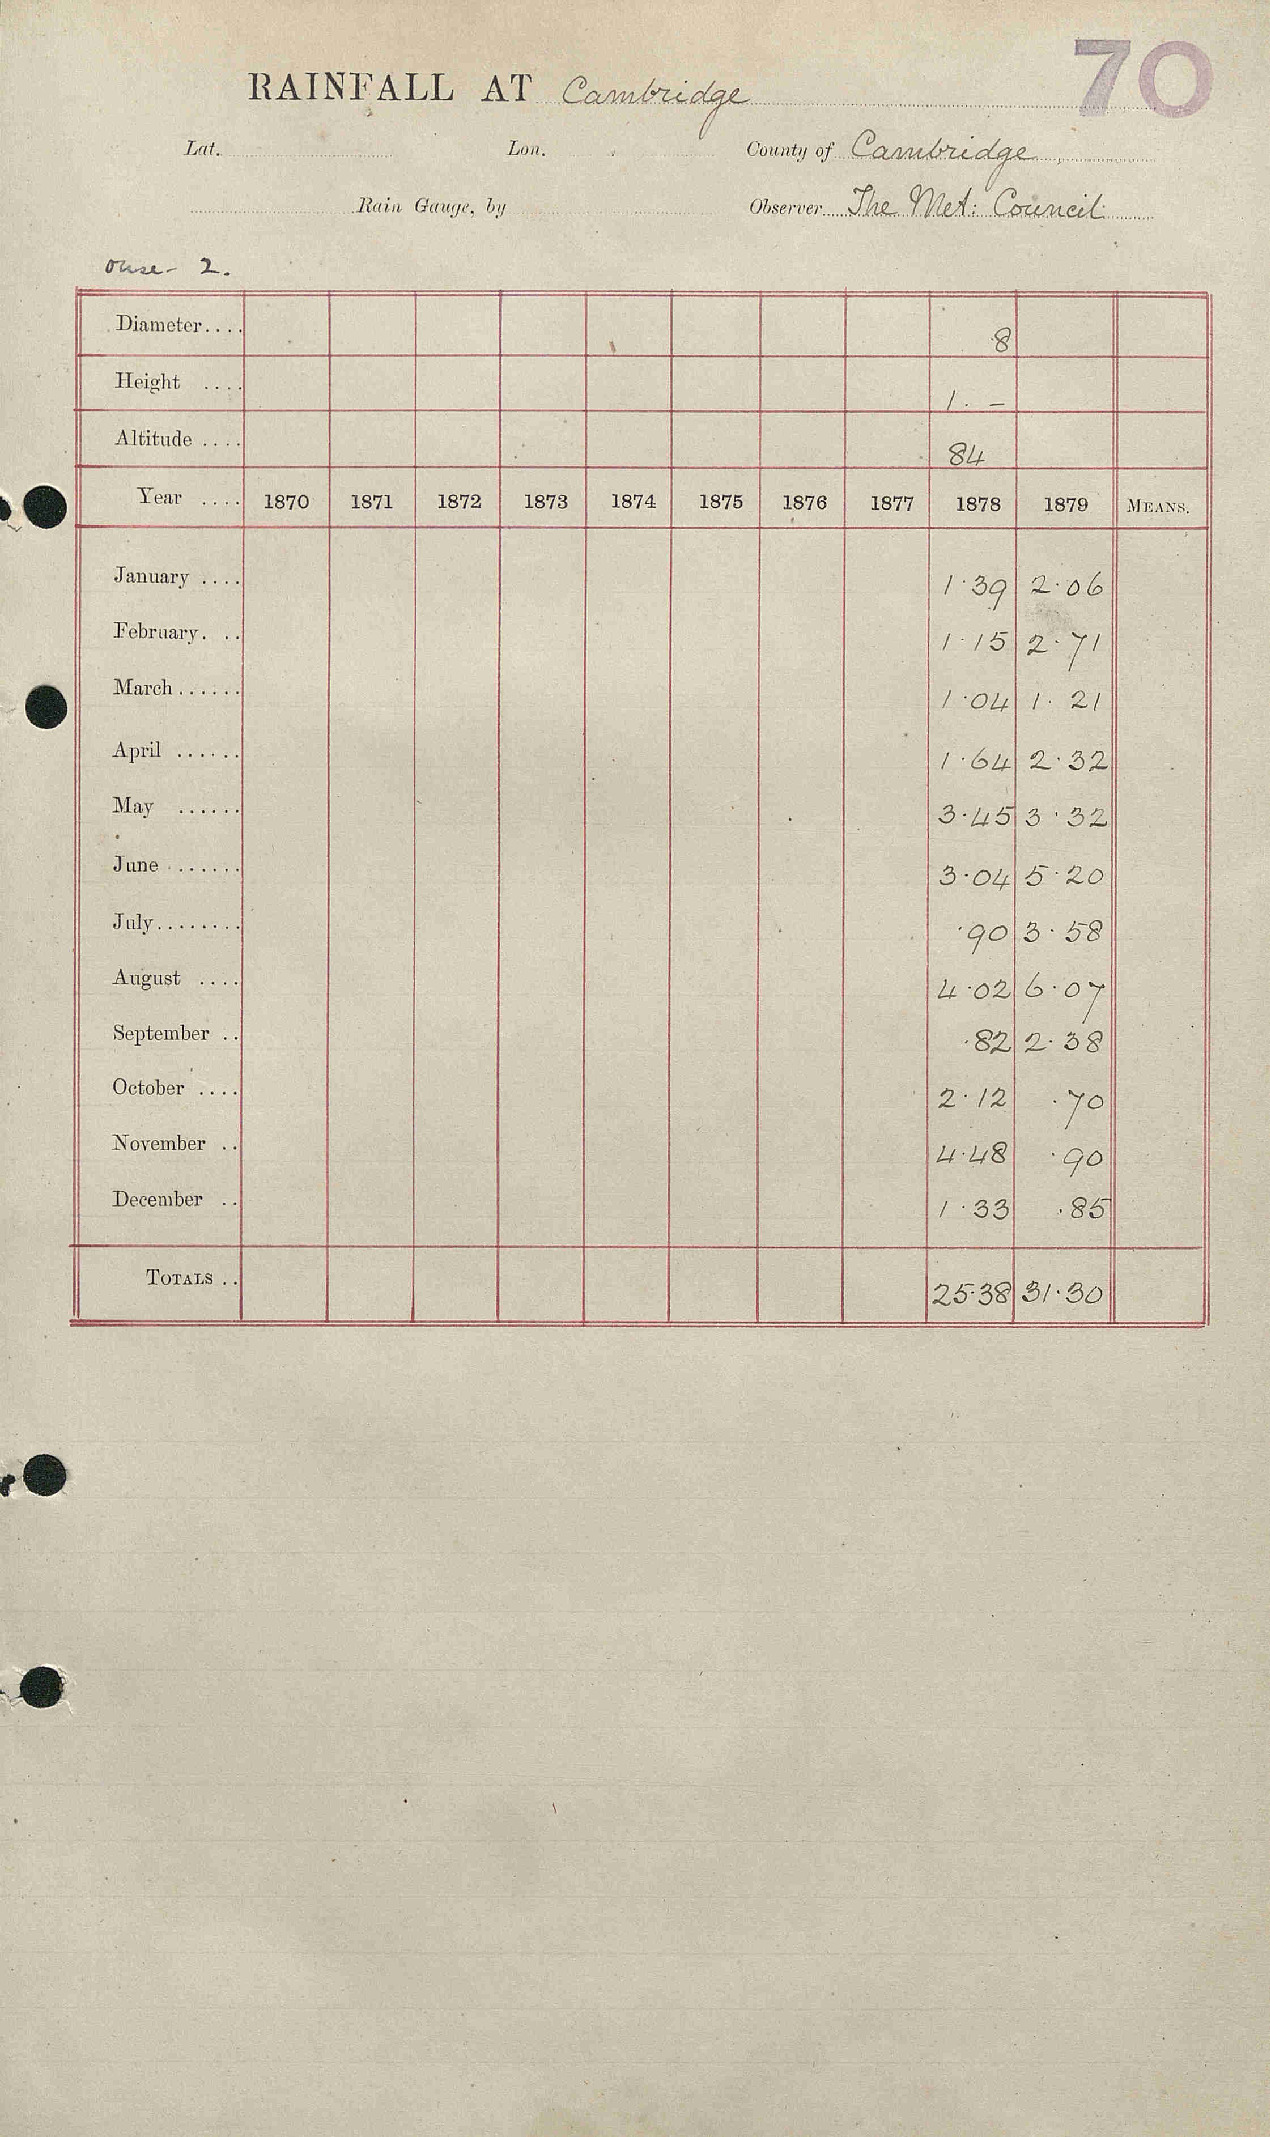 70
RAINFALL AT Cambridge
Lat. Lon. County of Cambridge
Rain Gauge, by Observer The Met: Council
Ouse 2.
Diameter.... 8
Height .... 1. -
Altitude .... 84
Year .... 1870 1871 1872 1873 1874 1875 1876 1877 1878 1879 MEANS.
January .... 1.39 2.06
February. .. 1.15 2.71
March...... 1.04 1.21
April ...... 1.64 2.32
May ...... 3.45 3.32
June ....... 3.04 5.20
July........ .90 3.58
August .... 4.02 6.07
September .. .82 2.38
October .... 2.12 .70
November .. 4.48 .90
December .. 1.33 .85
TOTALS .. 25.38 31.30